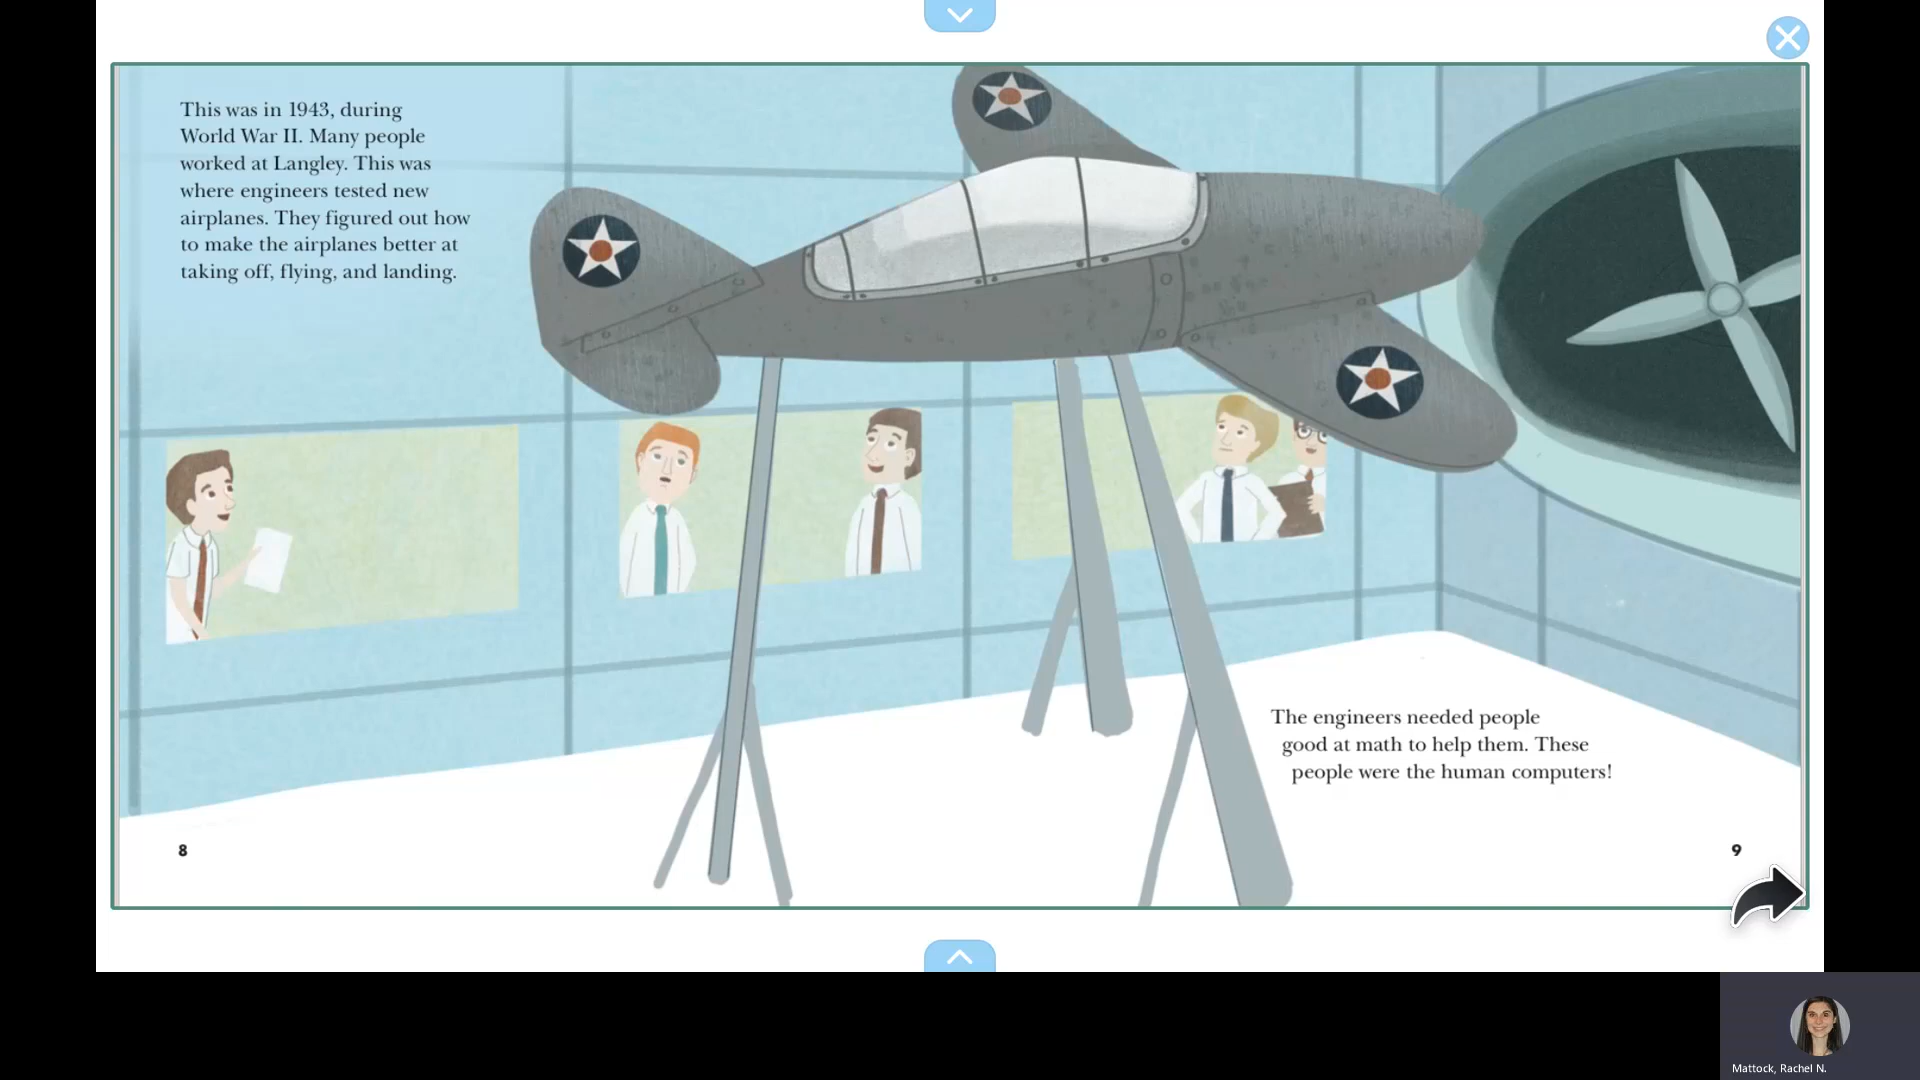 This was in 1943, during
World War II. Many people
worked at Langley. This was
where engineers tested new
airplanes. They figured out how
to make the airplanes better at
taking off, flying, and landing.
The engineers needed people
good at math to help them. These
people were the human computers!
8
9
Mattock, Rachel N.